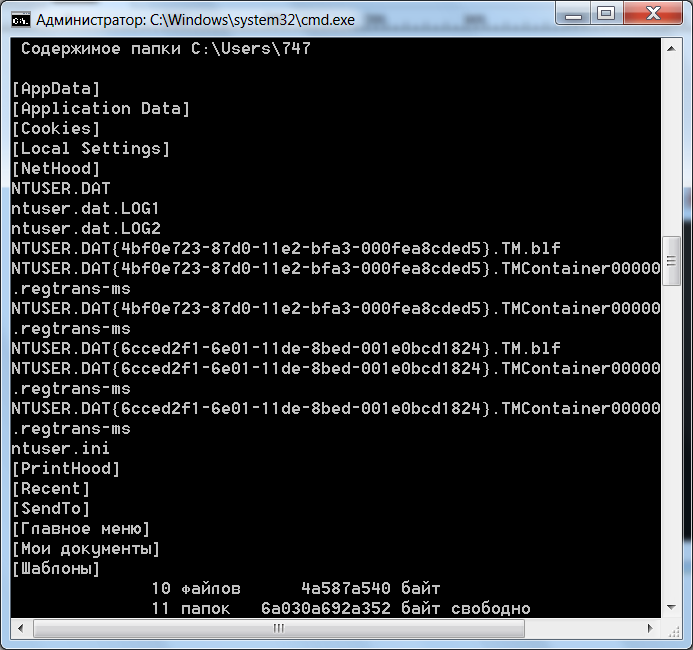 Администратор: C:\Windows\system32\cmd.exe
Содержимое папки C:\Users\747
[AppData]
[Application Data]
[Cookies]
[Local Settings]
[NetHood]
NTUSER.DAT
ntuser.dat.LOG1
ntuser.dat.LOG2
NTUSER.DAT{4bf0e723-87d0-11e2-bfa3-000fea8cded5}.TM.blf
NTUSER.DAT{4bf0e723-87d0-11e2-bfa3-000fea8cded5}.TMContainer00000
.regtrans-ms
NTUSER.DAT{4bf0e723-87d0-11e2-bfa3-000fea8cded5}.TMContainer00000
.regtrans-ms
NTUSER.DAT{6cced2f1-6e01-11de-8bed-001e0bcd1824}.TM.blf
NTUSER.DAT{6cced2f1-6e01-11de-8bed-001e0bcd1824}.TMContainer00000
.regtrans-ms
NTUSER.DAT{6cced2f1-6e01-11de-8bed-001e0bcd1824}.TMContainer00000
.regtrans-ms
ntuser.ini
[PrintHood]
[Recent]
[SendTo]
[Главное меню]
[Мои документы]
[Шаблоны]
10 файлов 4a587a540 байт
11 папок 6a030a692a352 байт свободно